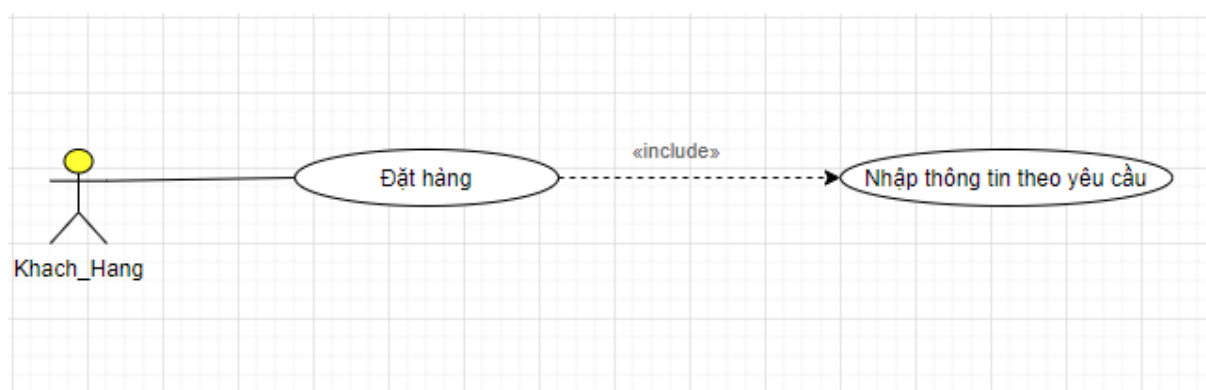 «include»
Đặt hàng
Nhập thông tin theo yêu cầu
Khach_Hang